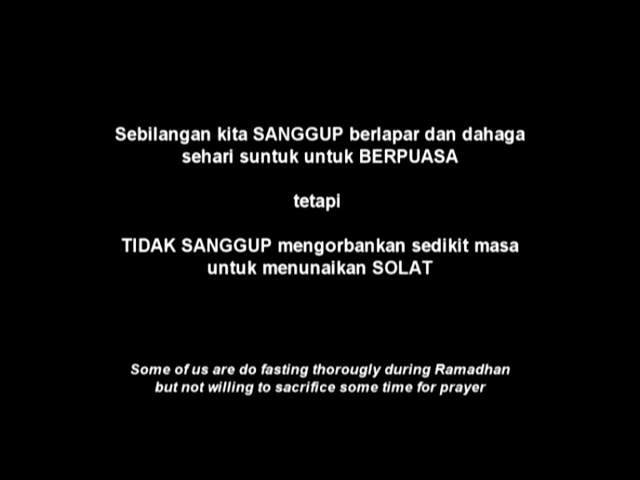 Sebilangan kita SANGGUP berlapar dan dahaga
sehari suntuk untuk BERPUASA
tetapi
TIDAK SANGGUP mengorbankan sedikit masa
untuk menunaikan SOLAT
Some of us are do fasting thorougly during Ramadhan
but not willing to sacrifice some time for prayer